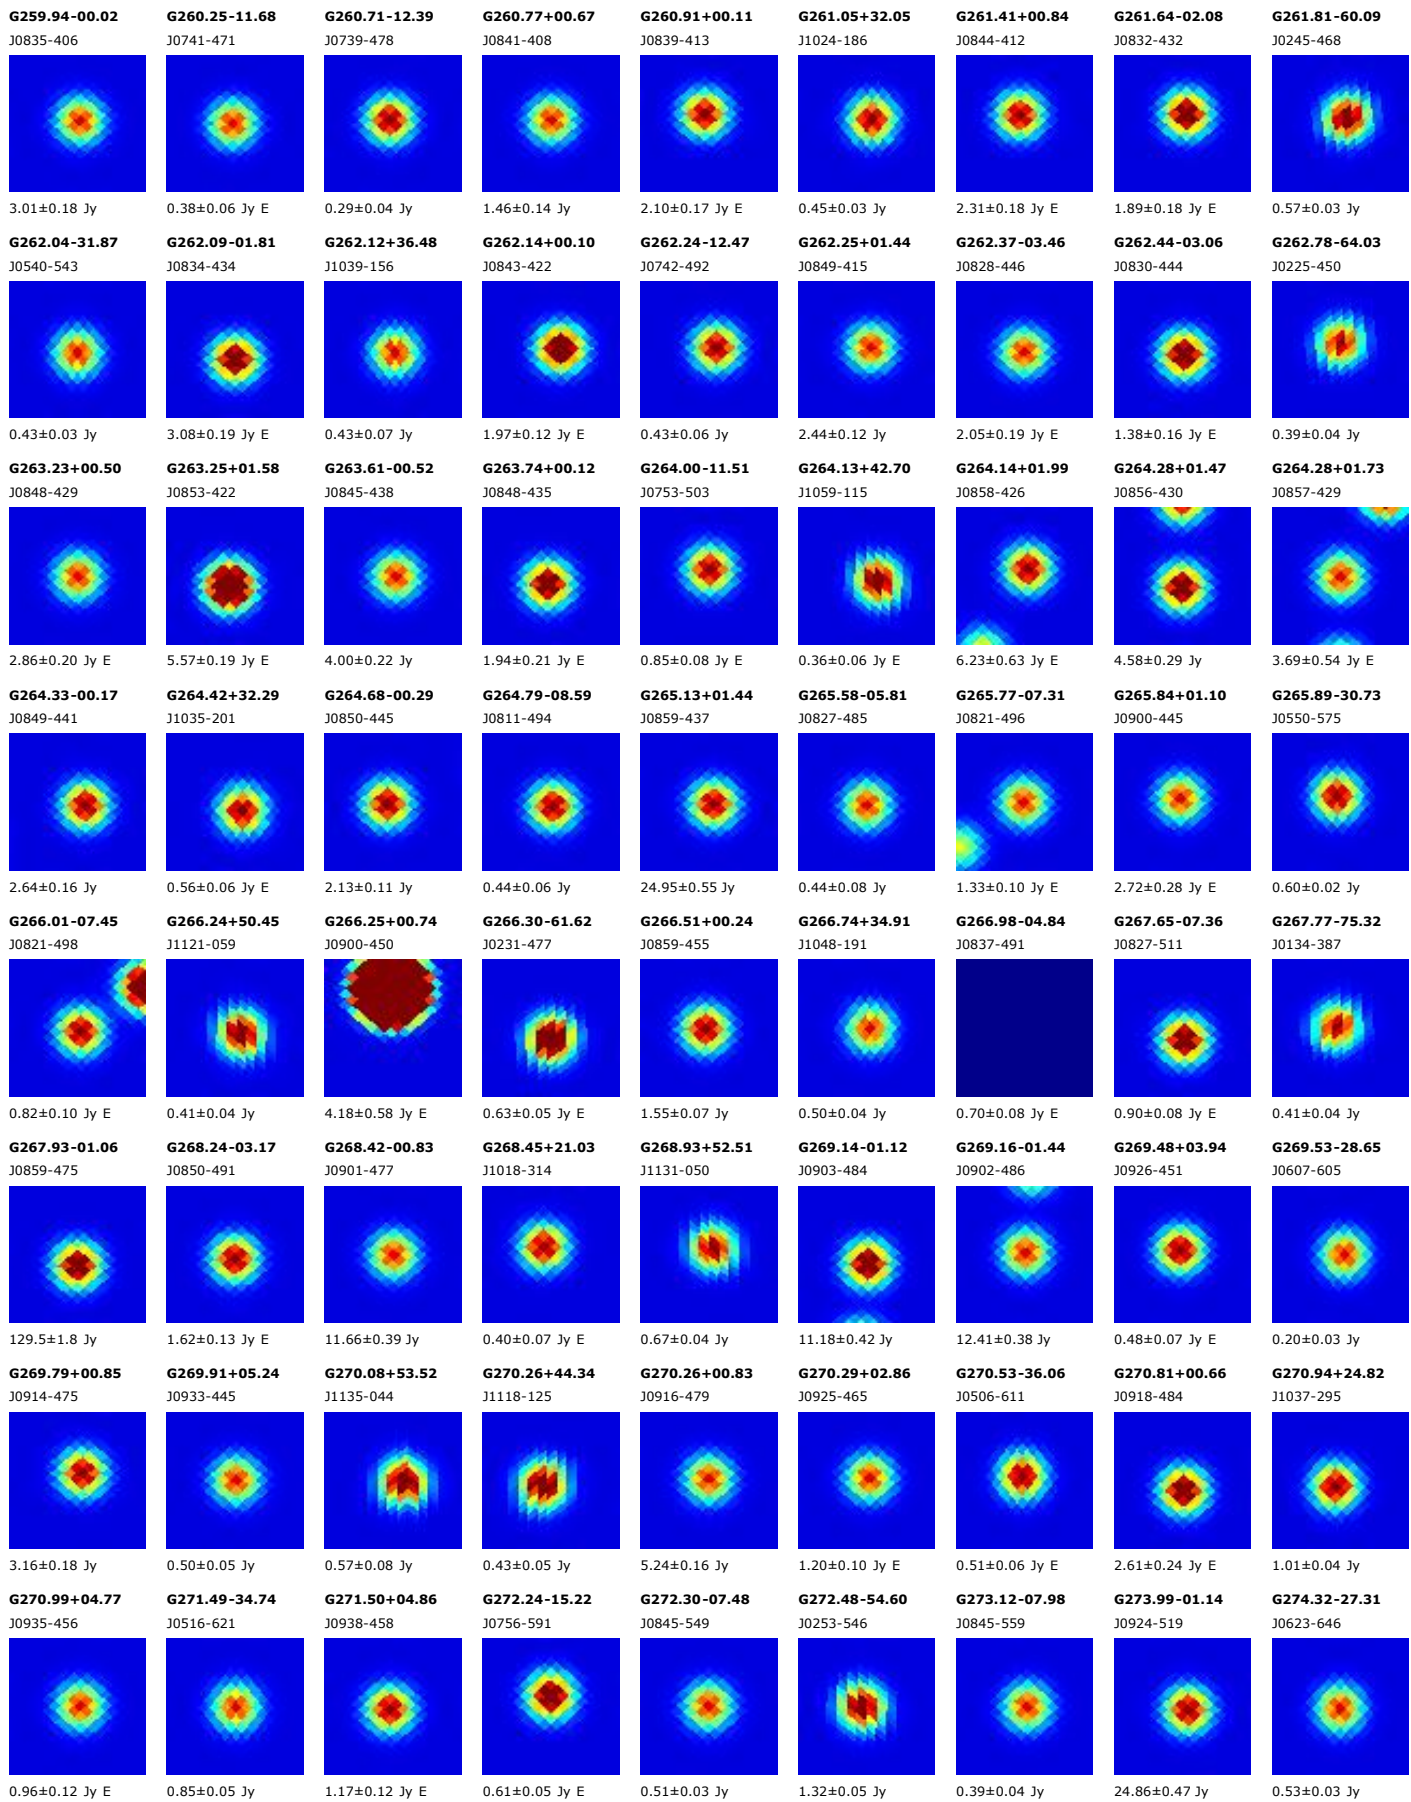 G259.94-00.02 G260.25-11.68 G260.71-12.39 G260.77+00.67 G260.91+00.11 G261.05+32.05 G261.41+00.84 G261.64-02.08 G261.81-60.09
J0835-406 J0741-471 J0739-478 J0841-408 J0839-413 J1024-186 J0844-412 J0832-432 J0245-468
3.01±0.18 Jy 0.38±0.06 Jy E 0.29±0.04 Jy 1.46±0.14 Jy 2.10±0.17 Jy E 0.45±0.03 Jy 2.31±0.18 Jy E 1.89±0.18 Jy E 0.57±0.03 Jy
G262.04-31.87 G262.09-01.81 G262.12+36.48 G262.14+00.10 G262.24-12.47 G262.25+01.44 G262.37-03.46 G262.44-03.06 G262.78-64.03
J0540-543 J0834-434 J1039-156 J0843-422 J0742-492 J0849-415 J0828-446 J0830-444 J0225-450
0.43±0.03 Jy 3.08±0.19 Jy E 0.43±0.07 Jy 1.97±0.12 Jy E 0.43±0.06 Jy 2.44±0.12 Jy 2.05±0.19 Jy E 1.38±0.16 Jy E 0.39±0.04 Jy
G263.23+00.50 G263.25+01.58 G263.61-00.52 G263.74+00.12 G264.00-11.51 G264.13+42.70 G264.14+01.99 G264.28+01.47 G264.28+01.73
J0848-429 J0853-422 J0845-438 J0848-435 J0753-503 J1059-115 J0858-426 J0856-430 J0857-429
2.86±0.20 Jy E 5.57±0.19 Jy E 4.00±0.22 Jy 1.94±0.21 Jy E 0.85±0.08 Jy E 0.36±0.06 Jy E 6.23±0.63 Jy E 4.58±0.29 Jy 3.69±0.54 Jy E
G264.33-00.17 G264.42+32.29 G264.68-00.29 G264.79-08.59 G265.13+01.44 G265.58-05.81 G265.77-07.31 G265.84+01.10 G265.89-30.73
J0849-441 J1035-201 J0850-445 J0811-494 J0859-437 J0827-485 J0821-496 J0900-445 J0550-575
2.64±0.16 Jy 0.56±0.06 Jy E 2.13±0.11 Jy 0.44±0.06 Jy 24.95±0.55 Jy 0.44±0.08 Jy 1.33±0.10 Jy E 2.72±0.28 Jy E 0.60±0.02 Jy
G266.01-07.45 G266.24+50.45 G266.25+00.74 G266.30-61.62 G266.51+00.24 G266.74+34.91 G266.98-04.84 G267.65-07.36 G267.77-75.32
J0821-498 J1121-059 J0900-450 J0231-477 J0859-455 J1048-191 J0837-491 J0827-511 J0134-387
0.82±0.10 Jy E 0.41±0.04 Jy 4.18±0.58 Jy E 0.63±0.05 Jy E 1.55±0.07 Jy 0.50±0.04 Jy 0.70±0.08 Jy E 0.90±0.08 Jy E 0.41±0.04 Jy
G267.93-01.06 G268.24-03.17 G268.42-00.83 G268.45+21.03 G268.93+52.51 G269.14-01.12 G269.16-01.44 G269.48+03.94 G269.53-28.65
J0859-475 J0850-491 J0901-477 J1018-314 J1131-050 J0903-484 J0902-486 J0926-451 J0607-605
129.5±1.8 Jy 1.62±0.13 Jy E 11.66±0.39 Jy 0.40±0.07 Jy E 0.67±0.04 Jy 11.18±0.42 Jy 12.41±0.38 Jy 0.48±0.07 Jy E 0.20±0.03 Jy
G269.79+00.85 G269.91+05.24 G270.08+53.52 G270.26+44.34 G270.26+00.83 G270.29+02.86 G270.53-36.06 G270.81+00.66 G270.94+24.82
J0914-475 J0933-445 J1135-044 J1118-125 J0916-479 J0925-465 J0506-611 J0918-484 J1037-295
3.16±0.18 Jy 0.50±0.05 Jy 0.57±0.08 Jy 0.43±0.05 Jy 5.24±0.16 Jy 1.20±0.10 Jy E 0.51±0.06 Jy E 2.61±0.24 Jy E 1.01±0.04 Jy
G270.99+04.77 G271.49-34.74 G271.50+04.86 G272.24-15.22 G272.30-07.48 G272.48-54.60 G273.12-07.98 G273.99-01.14 G274.32-27.31
J0935-456 J0516-621 J0938-458 J0756-591 J0845-549 J0253-546 J0845-559 J0924-519 J0623-646
0.96±0.12 Jy E 0.85±0.05 Jy 1.17±0.12 Jy E 0.61±0.05 Jy E 0.51±0.03 Jy 1.32±0.05 Jy 0.39±0.04 Jy 24.86±0.47 Jy 0.53±0.03 Jy